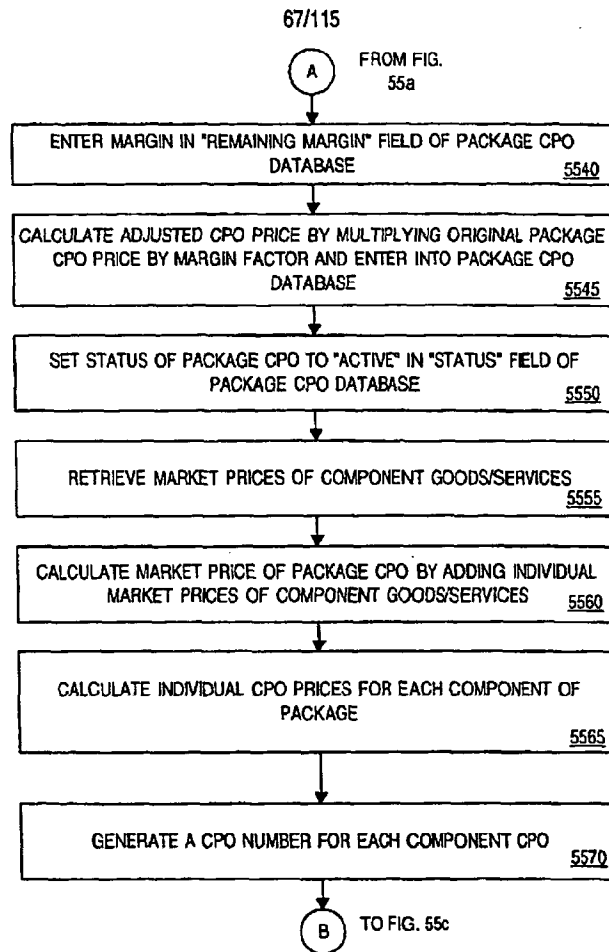 67/115
A
FROM FIG.
55a
ENTER MARGIN IN "REMAINING MARGIN" FIELD OF PACKAGE CPO
DATABASE
5540
CALCULATE ADJUSTED CPO PRICE BY MULTIPLYING ORIGINAL PACKAGE
CPO PRICE BY MARGIN FACTOR AND ENTER INTO PACKAGE CPO
DATABASE
5545
SET STATUS OF PACKAGE CPO TO "ACTIVE" IN "STATUS" FIELD OF
PACKAGE CPO DATABASE
5550
RETRIEVE MARKET PRICES OF COMPONENT GOODS/SERVICES
5555
CALCULATE MARKET PRICE OF PACKAGE CPO BY ADDING INDIVIDUAL
MARKET PRICES OF COMPONENT GOODS/SERVICES
5560
CALCULATE INDIVIDUAL CPO PRICES FOR EACH COMPONENT OF
PACKAGE
5565
GENERATE A CPO NUMBER FOR EACH COMPONENT CPO
5570
B
TO FIG. 55c